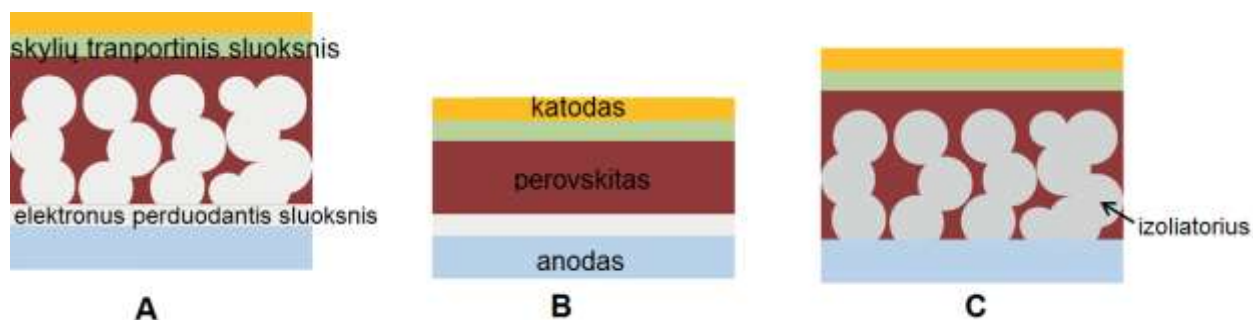 skylių tranportinis sluoksnis
elektronus perduodantis sluoksnis
A
katodas
perovskitas
anodas
B
izoliatorius
C